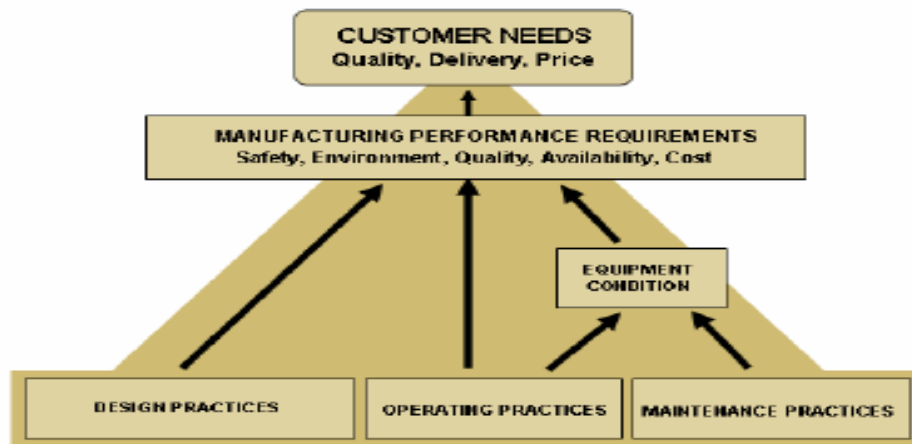 CUSTOMER NEEDS
Quality, Delivery, Price
MANUFACTURING PERFORMANCE REQUIREMENTS
Safety, Environment, Quality, Availability, Cost
EQUIPMENT
CONDITION
DESIGN PRACTICES
OPERATING PRACTICES
MAINTENANCE PRACTICES